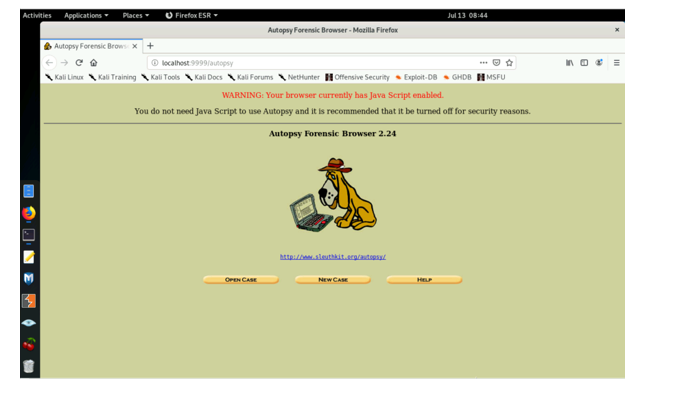 Activities Applications Places Firefox ESR Jul 13 08:44
Autopsy Forensic Browser - Mozilla Firefox ×
Autopsy Forensic Brows × +
localhost:9999/autopsy
Kali Linux Kali Training Kali Tools Kali Docs Kali Forums NetHunter Offensive Security Exploit-DB GHDB MSFU
WARNING: Your browser currently has Java Script enabled.
You do not need Java Script to use Autopsy and it is recommended that it be turned off for security reasons.
Autopsy Forensic Browser 2.24
http://www.sleuthkit.org/autopsy/
OPEN CASE NEW CASE HELP